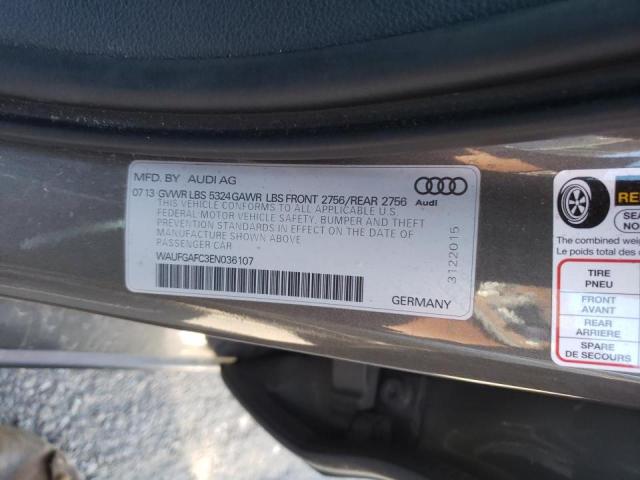 MFD. BY AUDI AG
07 13 GVWR LBS 5324 GAWR LBS FRONT 2756/REAR 2756
THIS VEHICLE CONFORMS TO ALL APPLICABLE U.S.
FEDERAL MOTOR VEHICLE SAFETY, BUMPER AND THEFT
PREVENTION STANDARDS IN EFFECT ON THE DATE OF
MANUFACTURE SHOWN ABOVE
PASSENGER CAR
WAUFGAFC3EN036107
GERMANY
Audi
3122015
The combined weig
Le poids total des
TIRE
PNEU
FRONT
AVANT
REAR
ARRIERE
SPARE
DE SECOURS